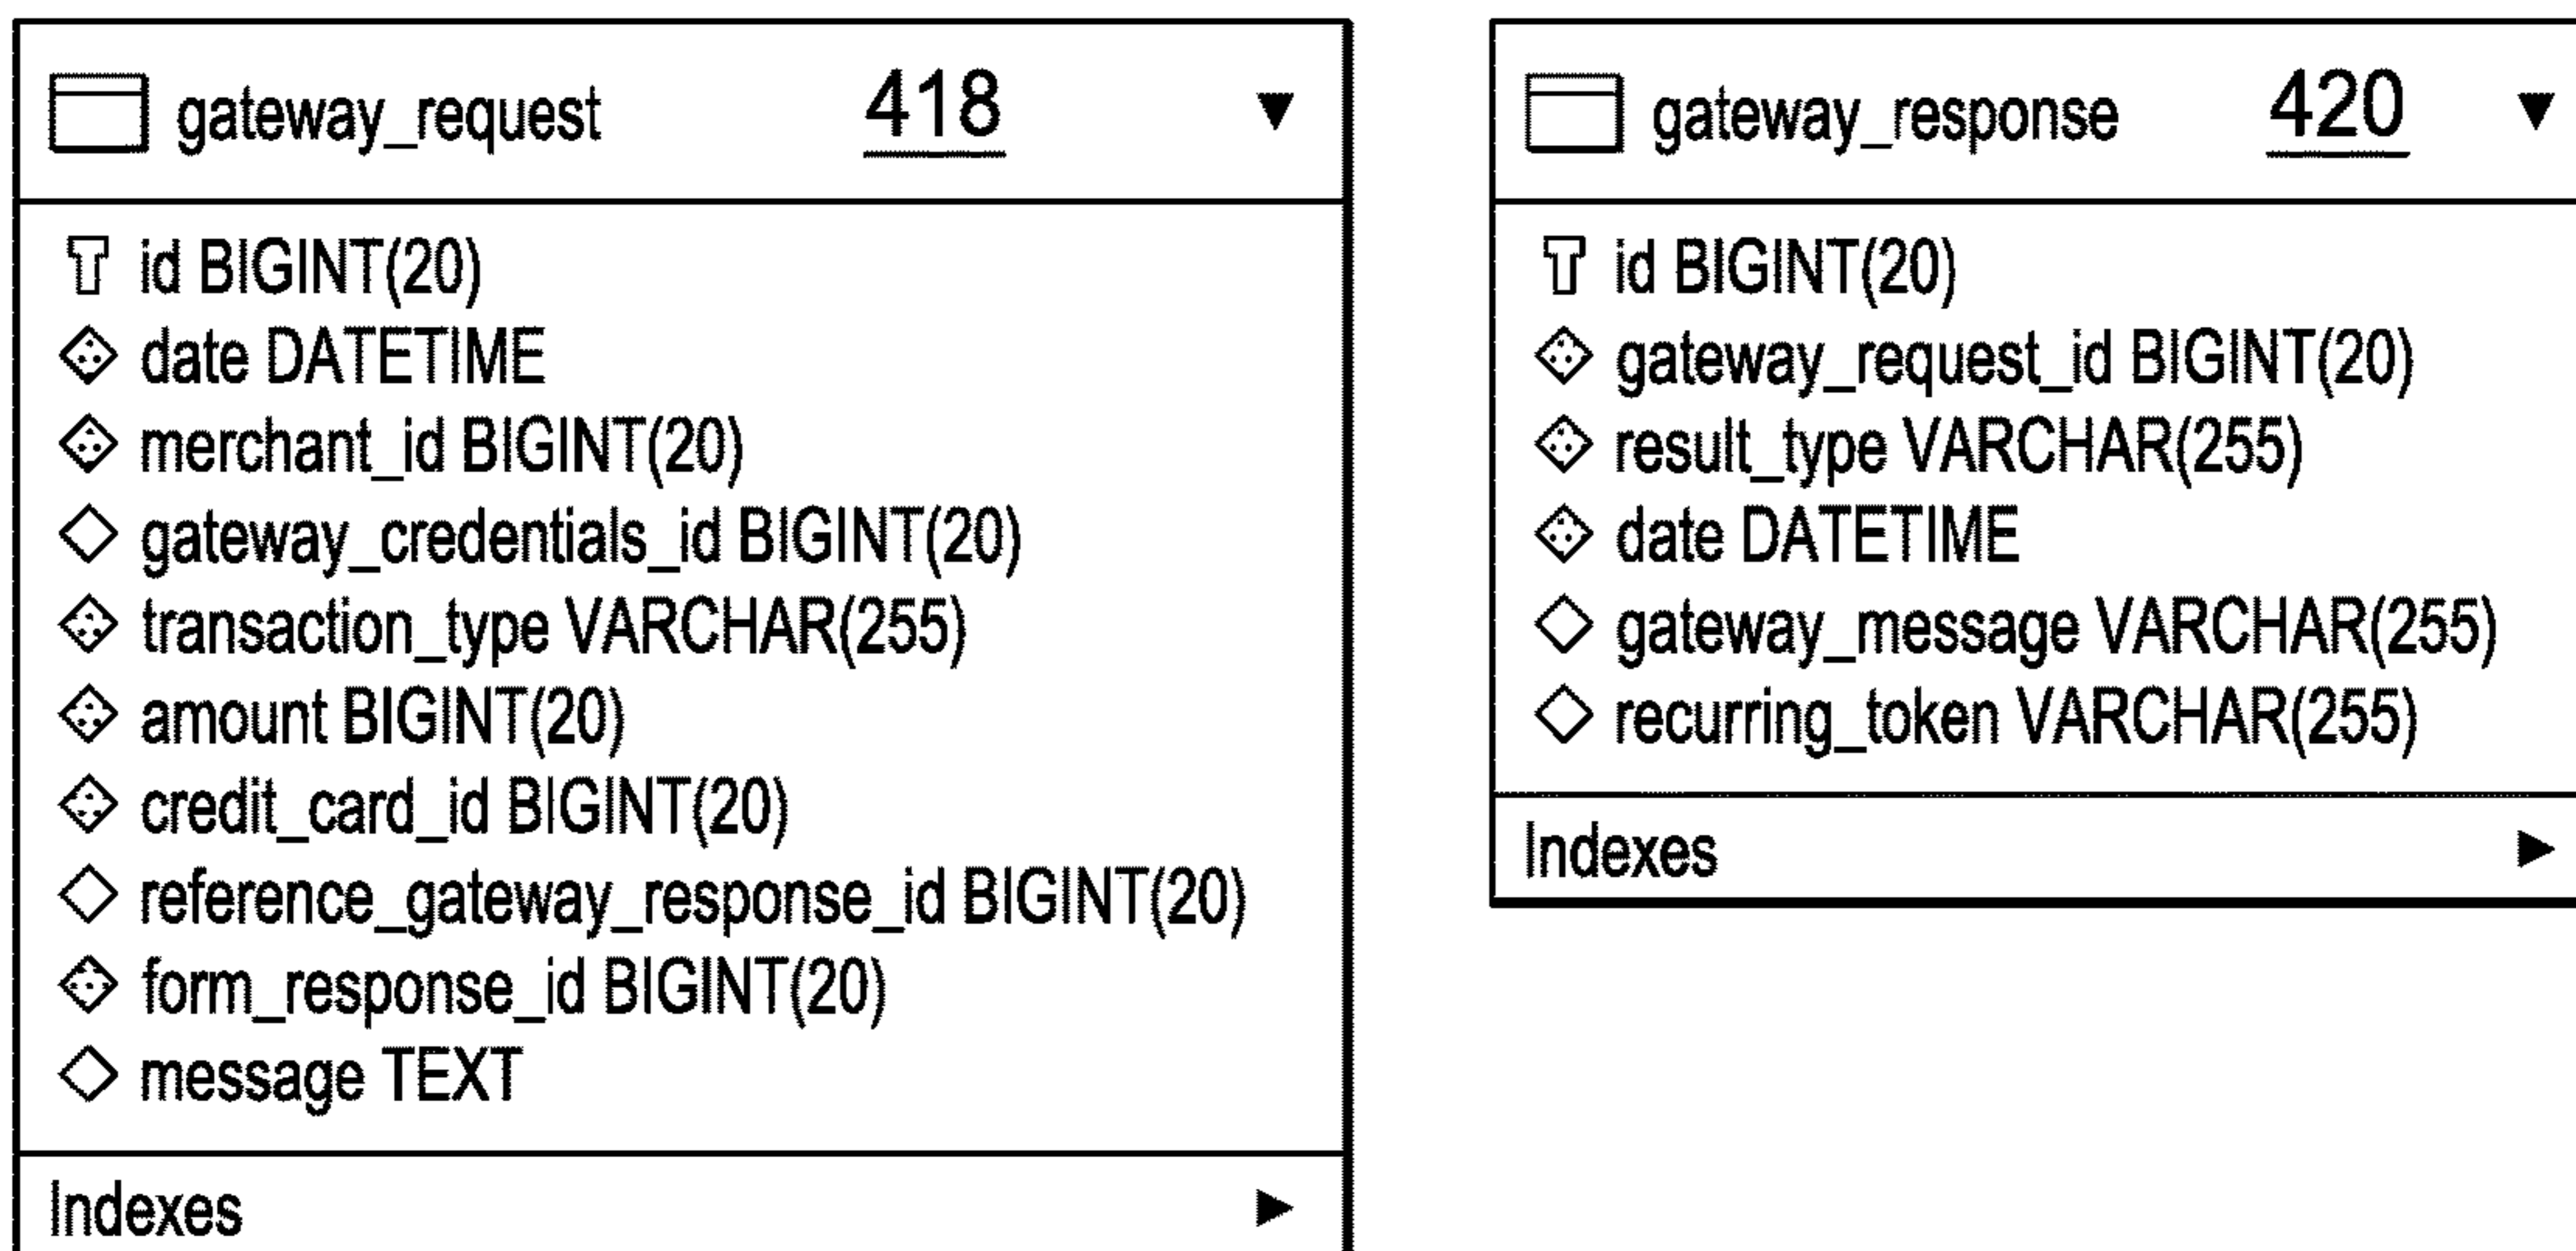 gateway_request 418
id BIGINT(20)
date DATETIME
merchant_id BIGINT(20)
gateway_credentials_id BIGINT(20)
transaction_type VARCHAR(255)
amount BIGINT(20)
credit_card_id BIGINT(20)
reference_gateway_response_id BIGINT(20)
form_response_id BIGINT(20)
message TEXT
Indexes
gateway_response 420
id BIGINT(20)
gateway_request_id BIGINT(20)
result_type VARCHAR(255)
date DATETIME
gateway_message VARCHAR(255)
recurring_token VARCHAR(255)
Indexes